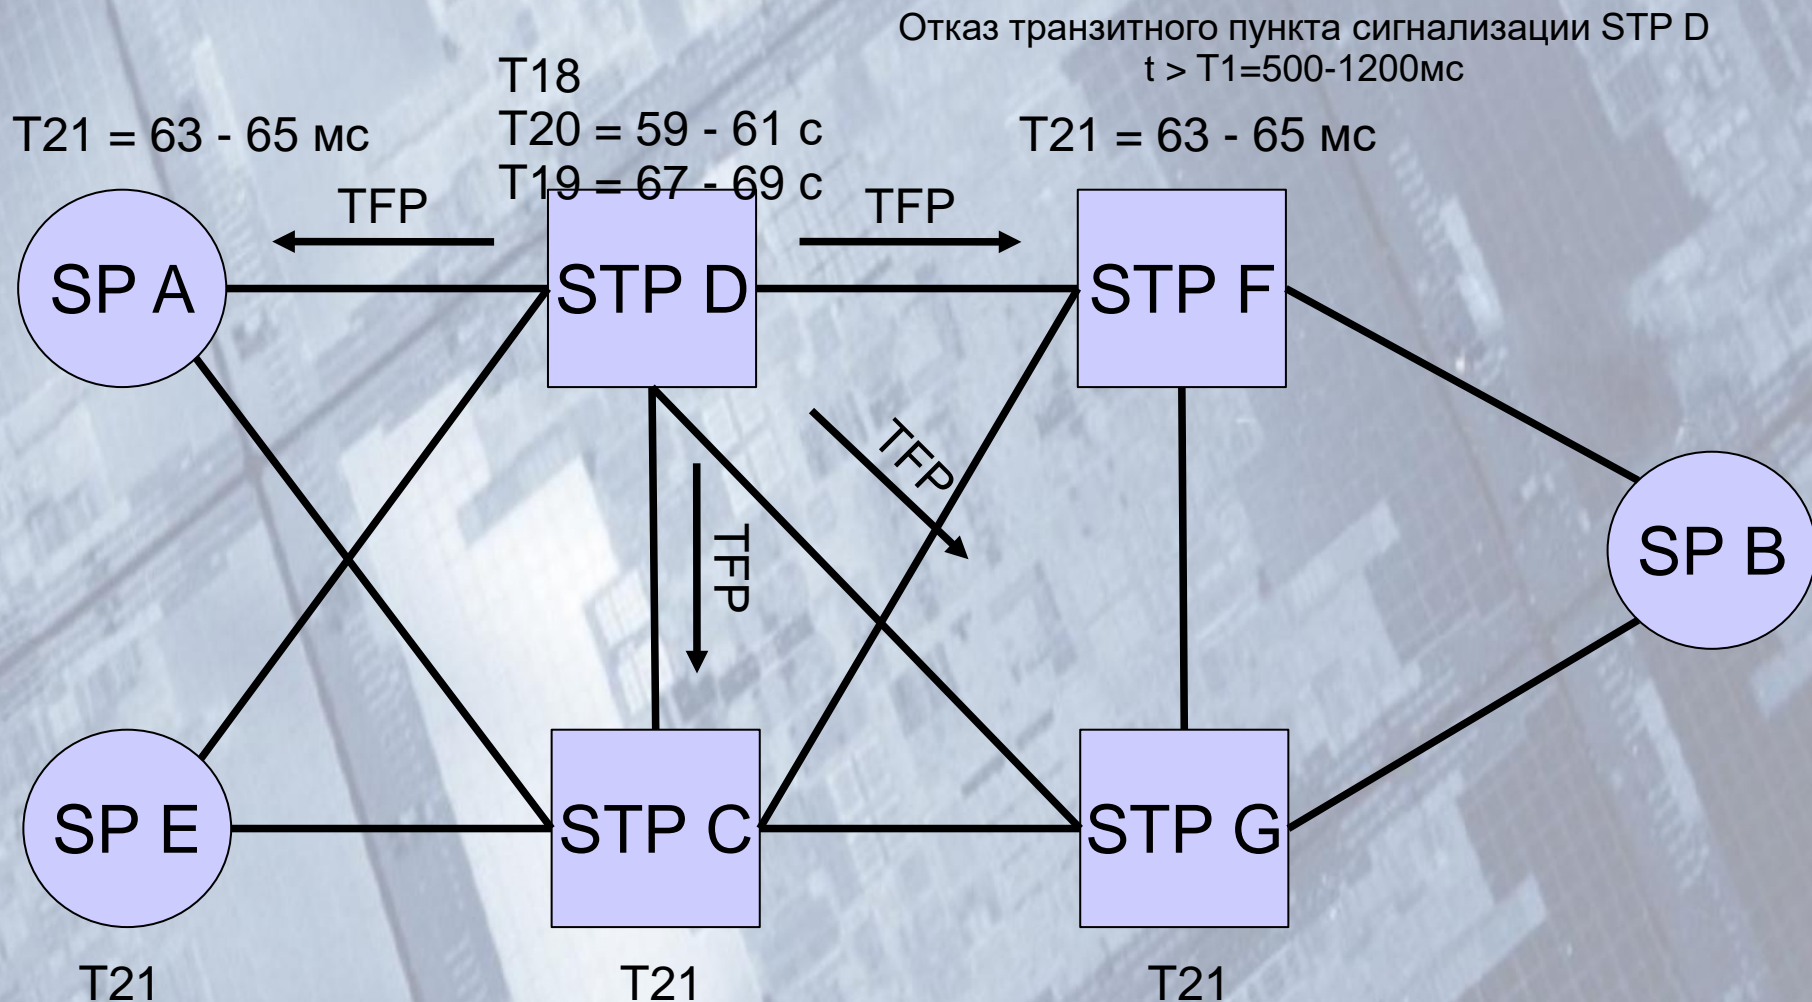 Отказ транзитного пункта сигнализации STP D
t > T1=500-1200мс
T18
T21 = 63 - 65 мс
T20 = 59 - 61 с
T21 = 63 - 65 мс
T19 = 67 - 69 с
TFP
TFP
SP A
STP D
STP F
TFP
TFP
SP B
SP E
STP C
STP G
T21
T21
T21